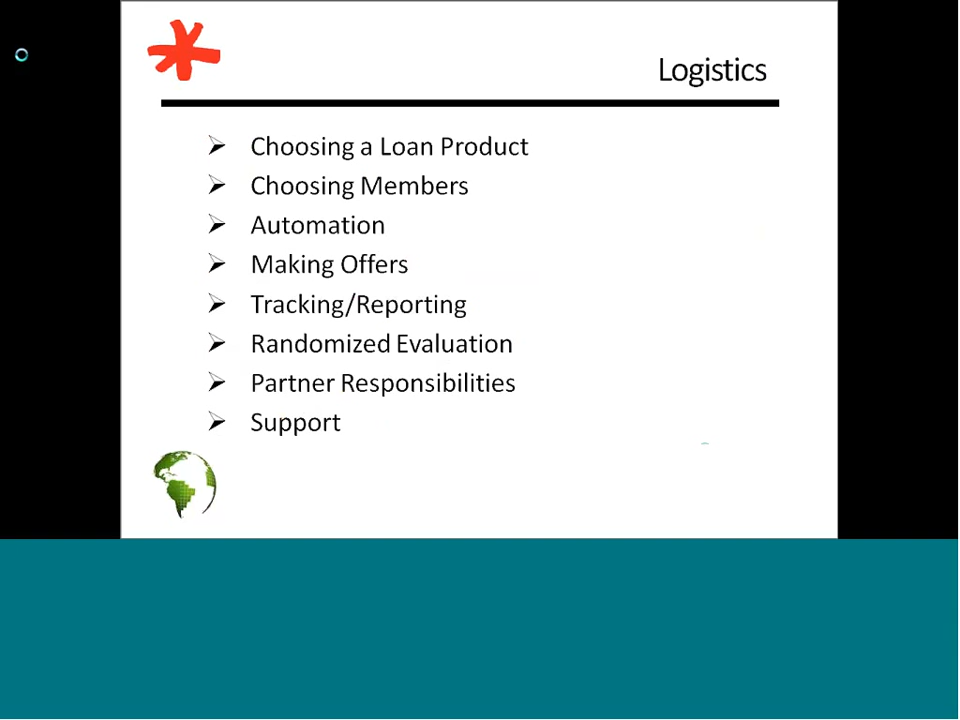 Logistics
➢ Choosing a Loan Product
➢ Choosing Members
➢ Automation
➢ Making Offers
➢ Tracking/Reporting
➢ Randomized Evaluation
➢ Partner Responsibilities
➢ Support